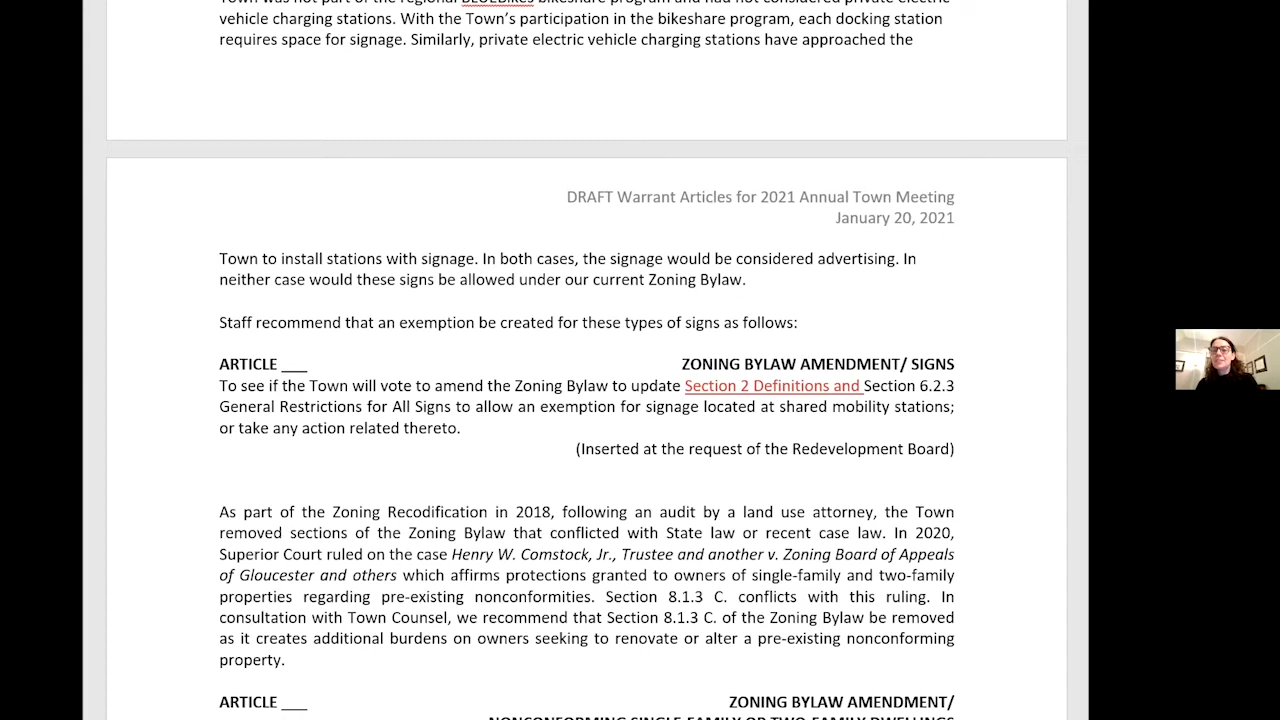 Town was not part of the regional BLUEBikes bikeshare program and had not considered private electric
vehicle charging stations. With the Town's participation in the bikeshare program, each docking station
requires space for signage. Similarly, private electric vehicle charging stations have approached the
DRAFT Warrant Articles for 2021 Annual Town Meeting
January 20, 2021
Town to install stations with signage. In both cases, the signage would be considered advertising. In
neither case would these signs be allowed under our current Zoning Bylaw.
Staff recommend that an exemption be created for these types of signs as follows:
ARTICLE ___ ZONING BYLAW AMENDMENT/ SIGNS
To see if the Town will vote to amend the Zoning Bylaw to update Section 2 Definitions and Section 6.2.3
General Restrictions for All Signs to allow an exemption for signage located at shared mobility stations;
or take any action related thereto.
(Inserted at the request of the Redevelopment Board)
As part of the Zoning Recodification in 2018, following an audit by a land use attorney, the Town
removed sections of the Zoning Bylaw that conflicted with State law or recent case law. In 2020,
Superior Court ruled on the case Henry W. Comstock, Jr., Trustee and another v. Zoning Board of Appeals
of Gloucester and others which affirms protections granted to owners of single-family and two-family
properties regarding pre-existing nonconformities. Section 8.1.3 C. conflicts with this ruling. In
consultation with Town Counsel, we recommend that Section 8.1.3 C. of the Zoning Bylaw be removed
as it creates additional burdens on owners seeking to renovate or alter a pre-existing nonconforming
property.
ARTICLE ___ ZONING BYLAW AMENDMENT/
NONCONFORMING SINGLE-FAMILY OR TWO-FAMILY DWELLINGS